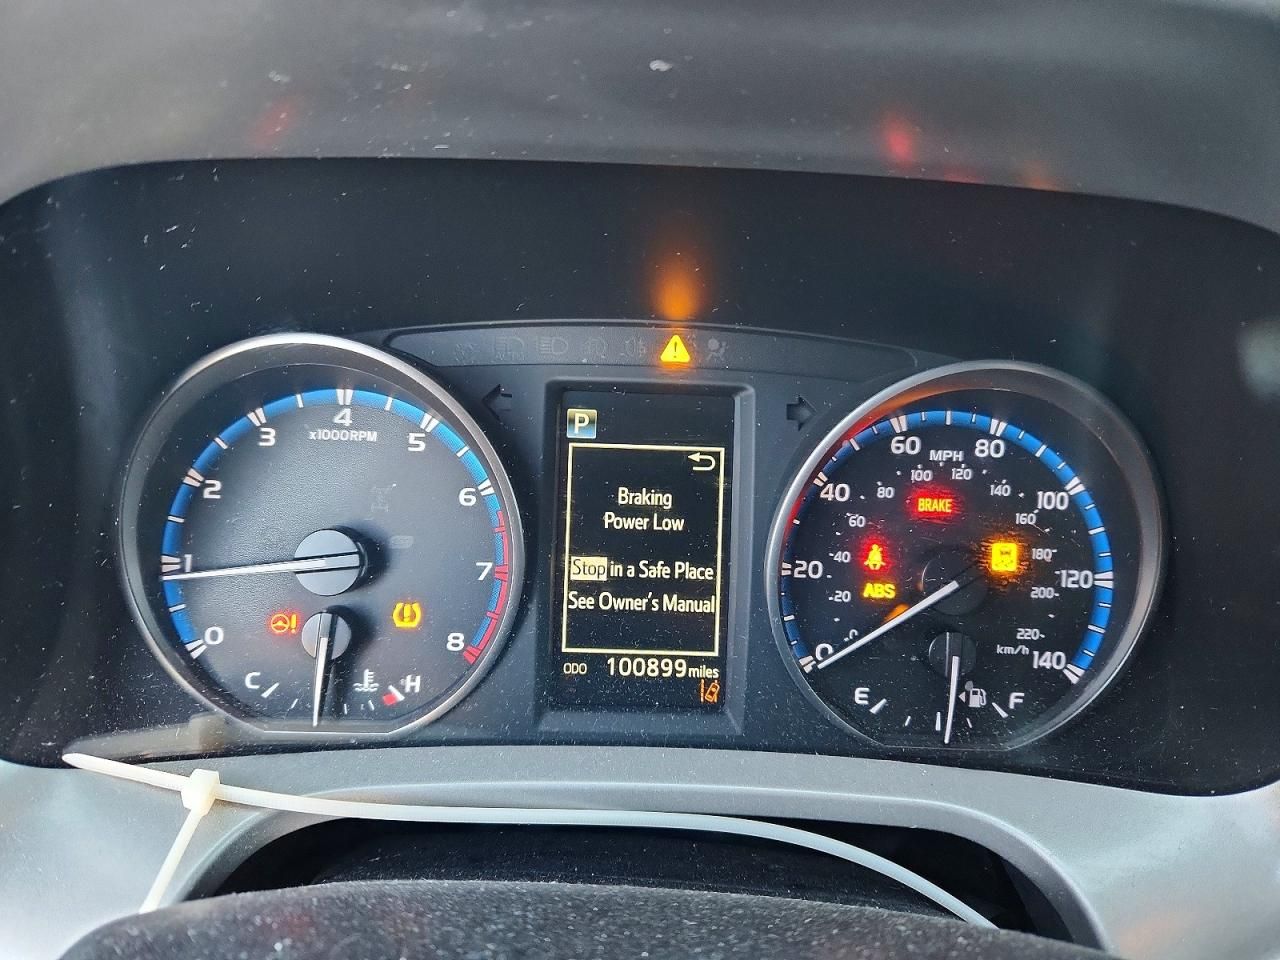 4
3
5
x1000RPM
2
6
1
7
0
8
C
H
P
Braking
Power Low
Stop in a Safe Place
See Owner's Manual
ODO 100899 miles
60 MPH 80
100 120
40 80 140 100
BRAKE
60 160
20 40 180 120
ABS
20 200
0 0 220 140
km/h
E F